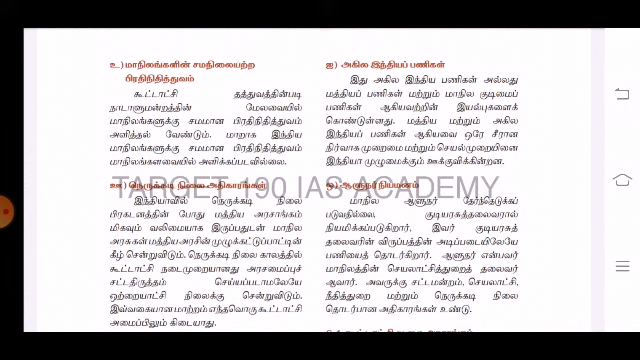 உ) மாநிலங்களின் சமநிலையற்ற
பிரதிநிதித்துவம்
கூட்டாட்சி தத்துவத்தின்படி
நாடாளுமன்றத்தின் மேலவையில்
மாநிலங்களுக்கு சமமான பிரதிநிதித்துவம்
அளித்தல் வேண்டும். மாறாக இந்திய
மாநிலங்களுக்கு சமமான பிரதிநிதித்துவம்
மாநிலங்களவையில் அளிக்கப்படவில்லை.
ஊ) நெருக்கடி நிலை அதிகாரங்கள்
இந்தியாவில் நெருக்கடி நிலை
பிரகடனத்தின் போது மத்திய அரசாங்கம்
மிகவும் வலிமையாக இருப்பதுடன் மாநில
அரசுகள் மத்திய அரசின் முழுக்கட்டுப்பாட்டின்
கீழ் சென்றுவிடும். நெருக்கடி நிலை காலத்தில்
கூட்டாட்சி நடைமுறையானது அரசமைப்புச்
சட்டதிருத்தம் செய்யப்படாமலேயே
ஒற்றையாட்சி நிலைக்கு சென்றுவிடும்.
இவ்வகையான மாற்றம் எந்தவொரு கூட்டாட்சி
அமைப்பிலும் கிடையாது.
ஐ) அகில இந்தியப் பணிகள்
இது அகில இந்திய பணிகள் அல்லது
மத்தியப் பணிகள் மற்றும் மாநில குடிமைப்
பணிகள் ஆகியவற்றின் இயல்புகளைக்
கொண்டுள்ளது. மத்திய மற்றும் அகில
இந்தியப் பணிகள் ஆகியவை ஒரே சீரான
நிர்வாக முறைமை மற்றும் செயல்முறையினை
இந்தியா முழுமைக்கும் ஊக்குவிக்கின்றன.
ஒ) ஆளுநர் நியமனம்
மாநில ஆளுநர் தேர்ந்தெடுக்கப்
படுவதில்லை, குடியரசுத்தலைவரால்
நியமிக்கப்படுகிறார், இவர் குடியரசுத்
தலைவரின் விருப்பத்தின் அடிப்படையிலேயே
பணியைத் தொடர்கிறார். ஆளுநர் என்பவர்
மாநிலத்தின் செயலாட்சித்துறைத் தலைவர்
ஆவார். அவருக்கு சட்டமன்றம், செயலாட்சி,
நீதித்துறை மற்றும் நெருக்கடி நிலை
தொடர்பான அதிகாரங்கள் உண்டு.
TARGET 190 IAS ACADEMY